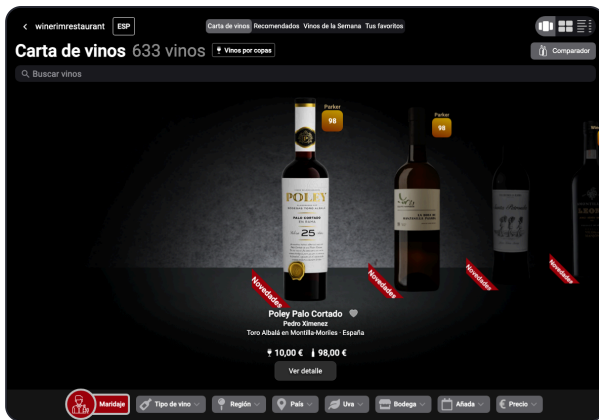 winerimrestaurant ESP
Carta de vinos Recomendados Vinos de la Semana Tus favoritos
Carta de vinos 633 vinos Vinos por copas
Comparador
Buscar vinos
Parker
98
Parker
98
POLEY
PALO CORTADO
25
Novedades
Novedades
Novedades
Novedades
Poley Palo Cortado
Pedro Ximenez
Toro Albalá en Montilla-Moriles · España
10,00 € 98,00 €
Ver detalle
Maridaje Tipo de vino Región País Uva Bodega Añada Precio